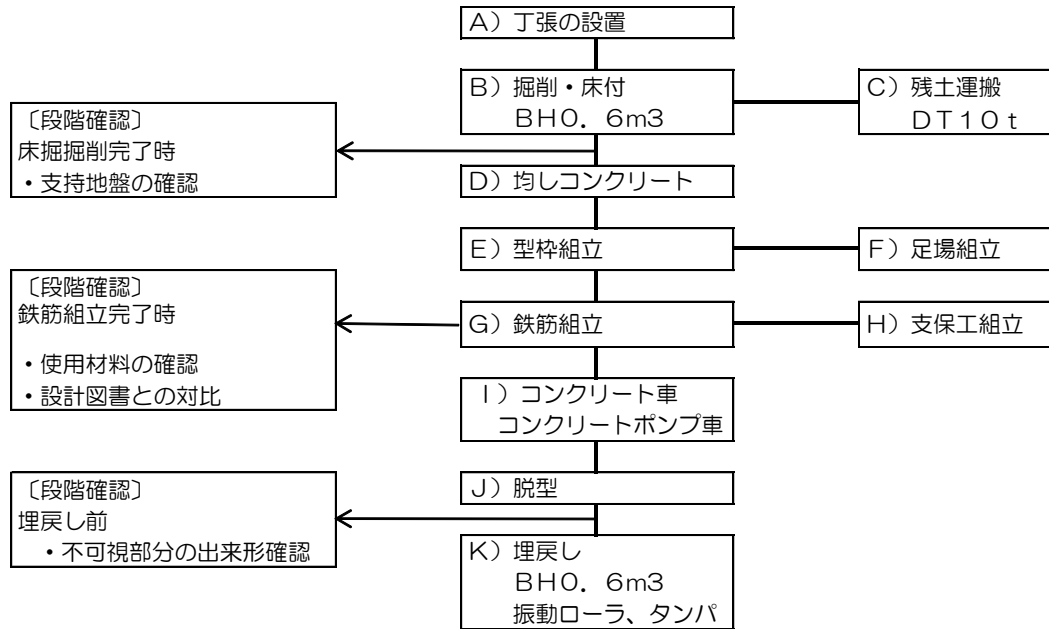 A）丁張の設置
B）掘削・床付
BH0．6m3
C）残土運搬
DT10t
〔段階確認〕
床掘掘削完了時
・支持地盤の確認
D）均しコンクリート
E）型枠組立
F）足場組立
〔段階確認〕
鉄筋組立完了時
・使用材料の確認
・設計図書との対比
G）鉄筋組立
H）支保工組立
I）コンクリート車
コンクリートポンプ車
J）脱型
〔段階確認〕
埋戻し前
・不可視部分の出来形確認
K）埋戻し
BH0．6m3
振動ローラ、タンパ